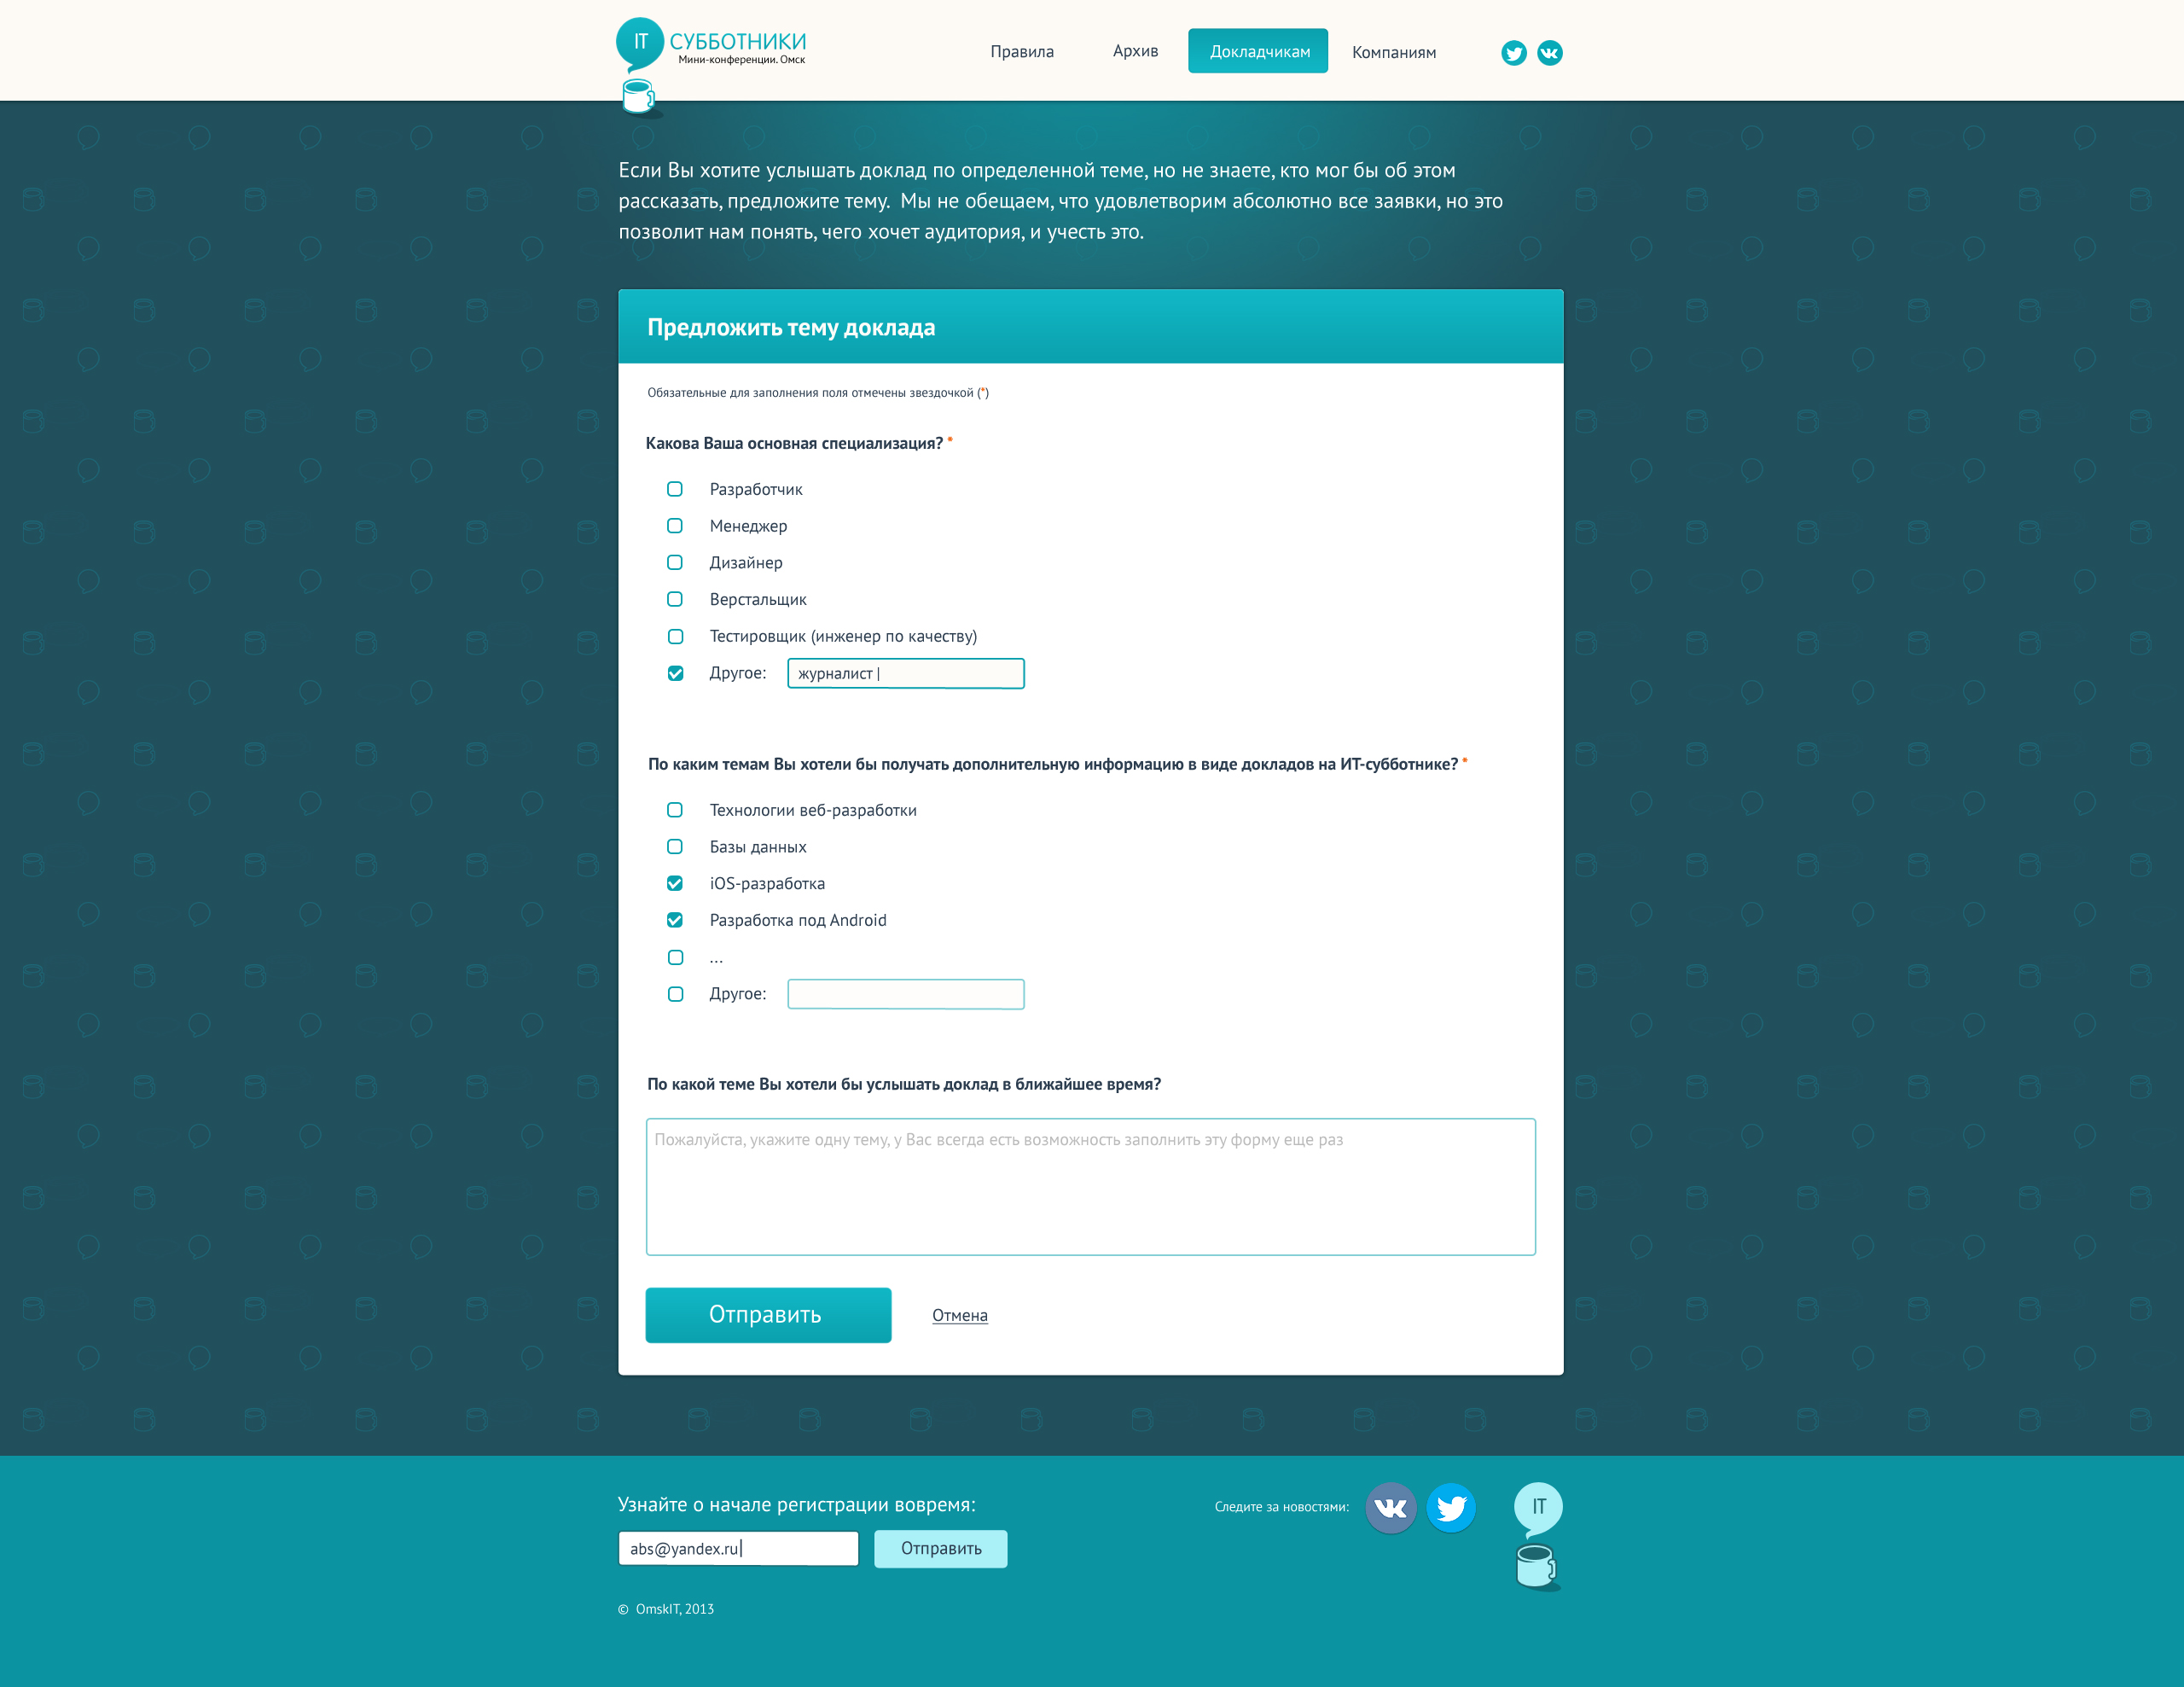 IT
СУББОТНИКИ
Мини-конференции. Омск
Правила
Архив
Докладчикам
Компаниям
Если Вы хотите услышать доклад по определенной теме, но не знаете, кто мог бы об этом
рассказать, предложите тему. Мы не обещаем, что удовлетворим абсолютно все заявки, но это
позволит нам понять, чего хочет аудитория, и учесть это.
Предложить тему доклада
Обязательные для заполнения поля отмечены звездочкой (*)
Какова Ваша основная специализация? *
Разработчик
Менеджер
Дизайнер
Верстальщик
Тестировщик (инженер по качеству)
Другое: журналист
По каким темам Вы хотели бы получать дополнительную информацию в виде докладов на ИТ-субботнике? *
Технологии веб-разработки
Базы данных
iOS-разработка
Разработка под Android
...
Другое:
По какой теме Вы хотели бы услышать доклад в ближайшее время?
Пожалуйста, укажите одну тему, у Вас всегда есть возможность заполнить эту форму еще раз
Отправить
Отмена
Узнайте о начале регистрации вовремя:
Следите за новостями:
IT
abs@yandex.ru
Отправить
© OmskIT, 2013